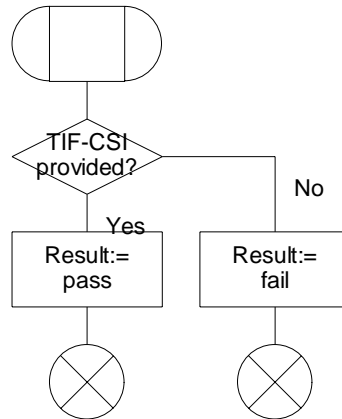 TIF-CSI
provided?
No
Yes
Result:=
pass
Result:=
fail